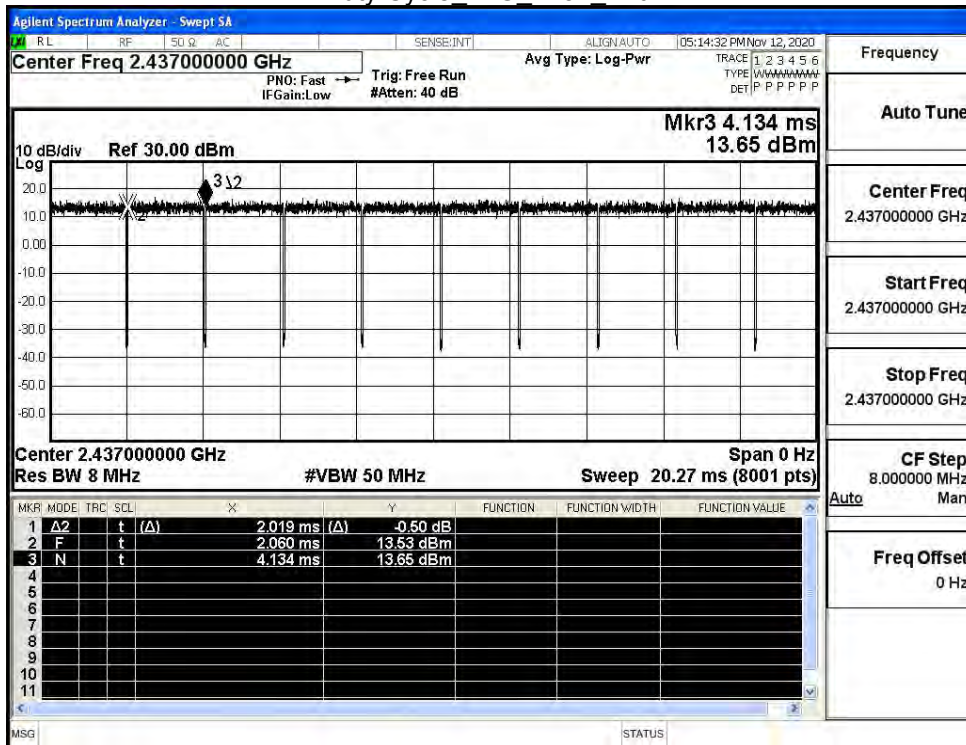 Agilent Spectrum Analyzer - Swept SA
RL RF 50 Ω AC SENSE:INT ALIGN AUTO 05:14:32 PM Nov 12, 2020
Center Freq 2.437000000 GHz
PNO: Fast
IFGain:Low
Trig: Free Run
#Atten: 40 dB
Avg Type: Log-Pwr
TRACE 1 2 3 4 5 6
TYPE WWWWWW
DET P P P P P P
Mkr3 4.134 ms
13.65 dBm
10 dB/div Ref 30.00 dBm
Log
20.0
10.0
0.00
-10.0
-20.0
-30.0
-40.0
-50.0
-60.0
3
Δ2
2
Center 2.437000000 GHz Span 0 Hz
Res BW 8 MHz #VBW 50 MHz Sweep 20.27 ms (8001 pts)
MKR MODE TRC SCL X Y FUNCTION FUNCTION WIDTH FUNCTION VALUE
1 Δ2 t (Δ) 2.019 ms (Δ) -0.50 dB
2 F t 2.060 ms 13.53 dBm
3 N t 4.134 ms 13.65 dBm
4
5
6
7
8
9
10
11
MSG STATUS
Frequency
Auto Tune
Center Freq
2.437000000 GHz
Start Freq
2.437000000 GHz
Stop Freq
2.437000000 GHz
CF Step
8.000000 MHz
Auto Man
Freq Offset
0 Hz